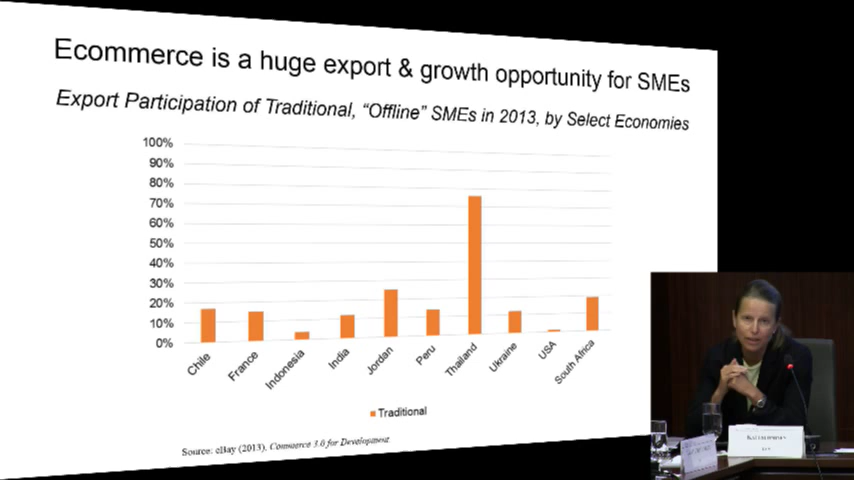 Ecommerce is a huge export & growth opportunity for SMEs
Export Participation of Traditional, “Offline” SMEs in 2013, by Select Economies
100%
90%
80%
70%
60%
50%
40%
30%
20%
10%
0%
Chile
France
Indonesia
India
Jordan
Peru
Thailand
Ukraine
USA
South Africa
Traditional
Source: eBay (2013), Commerce 3.0 for Development